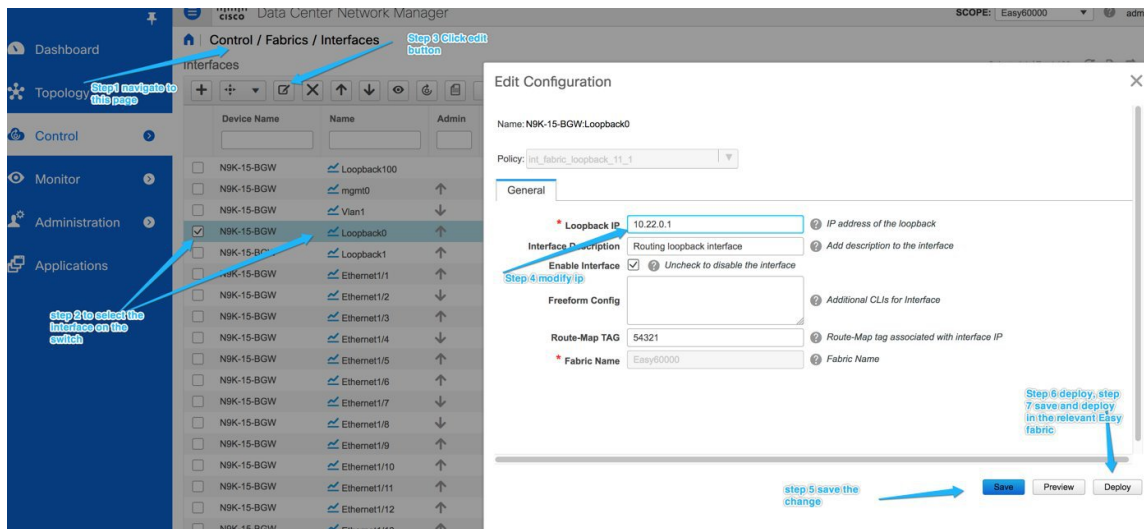 cisco Data Center Network Manager
SCOPE: Easy60000
adm
Dashboard
Topology
Control
Monitor
Administration
Applications
Control / Fabrics / Interfaces
Step 3 Click edit
button
Step1 navigate to
this page
Interfaces
Device Name Name Admin
N9K-15-BGW Loopback100
N9K-15-BGW mgmt0
N9K-15-BGW Vlan1
N9K-15-BGW Loopback0
N9K-15-BGW Loopback1
N9K-15-BGW Ethernet1/1
N9K-15-BGW Ethernet1/2
N9K-15-BGW Ethernet1/3
N9K-15-BGW Ethernet1/4
N9K-15-BGW Ethernet1/5
N9K-15-BGW Ethernet1/6
N9K-15-BGW Ethernet1/7
N9K-15-BGW Ethernet1/8
N9K-15-BGW Ethernet1/9
N9K-15-BGW Ethernet1/10
N9K-15-BGW Ethernet1/11
N9K-15-BGW Ethernet1/12
step 2 to select the
Interface on the
switch
Edit Configuration
Name: N9K-15-BGW:Loopback0
Policy: int_fabric_loopback_11_1
General
* Loopback IP 10.22.0.1 IP address of the loopback
Interface Description Routing loopback interface Add description to the interface
Enable Interface Uncheck to disable the interface
Step 4 modify ip
Freeform Config Additional CLIs for Interface
Route-Map TAG 54321 Route-Map tag associated with interface IP
* Fabric Name Easy60000 Fabric Name
Step 6 deploy, step
7 save and deploy
in the relevant Easy
fabric
step 5 save the
change
Save Preview Deploy